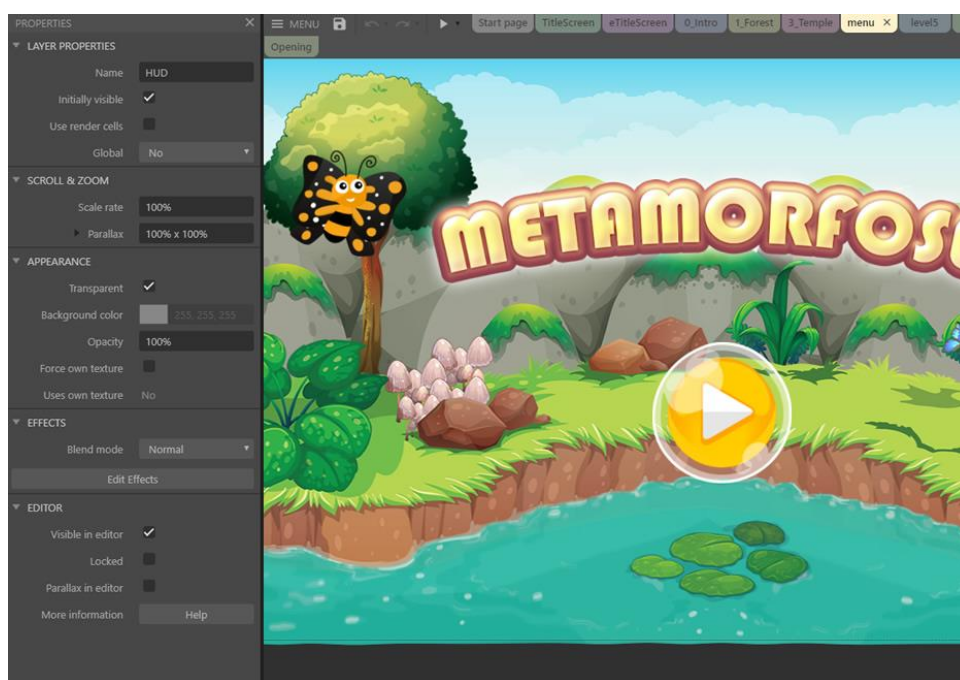 PROPERTIES
MENU
Start page
TitleScreen
eTitleScreen
0_Intro
1_Forest
3_Temple
menu
level5
Opening
LAYER PROPERTIES
Name HUD
Initially visible
Use render cells
Global No
SCROLL & ZOOM
Scale rate 100%
Parallax 100% x 100%
APPEARANCE
Transparent
Background color 255, 255, 255
Opacity 100%
Force own texture
Uses own texture No
EFFECTS
Blend mode Normal
Edit Effects
EDITOR
Visible in editor
Locked
Parallax in editor
More information Help
METAMORFOS